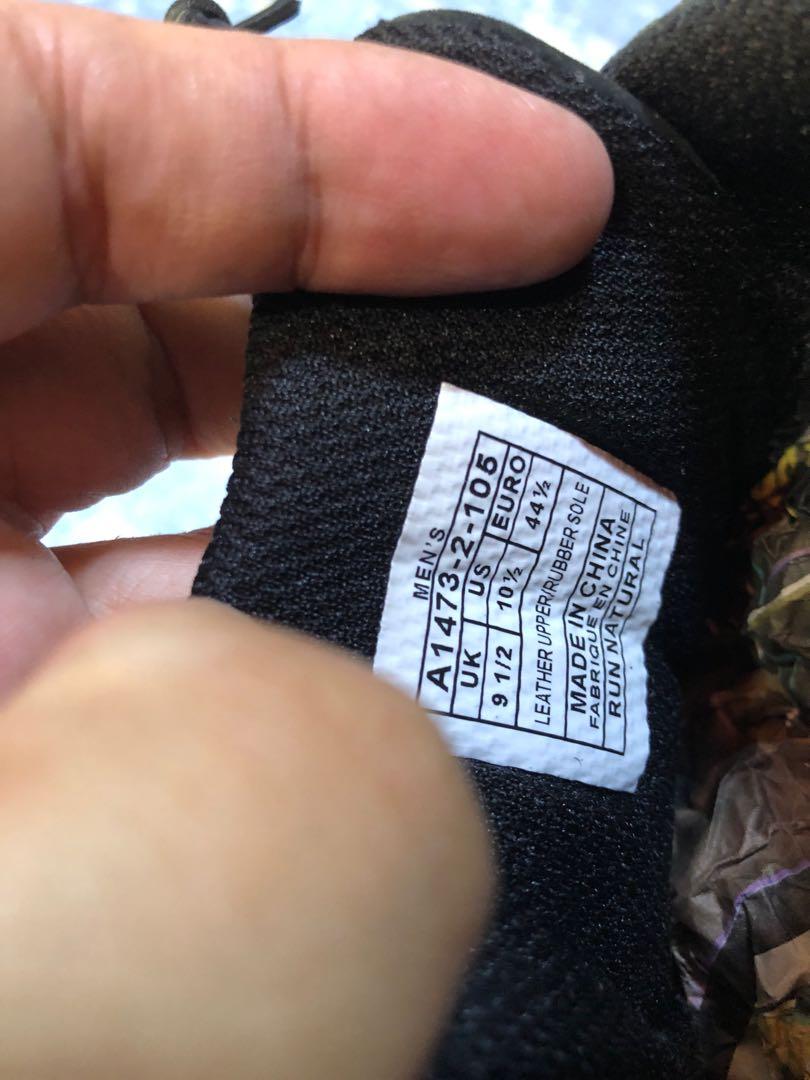 MEN'S
A1473-2-105
UK US EURO
9 1/2 10½ 44½
LEATHER UPPER/RUBBER SOLE
MADE IN CHINA
FABRIQUE EN CHINE
RUN NATURAL